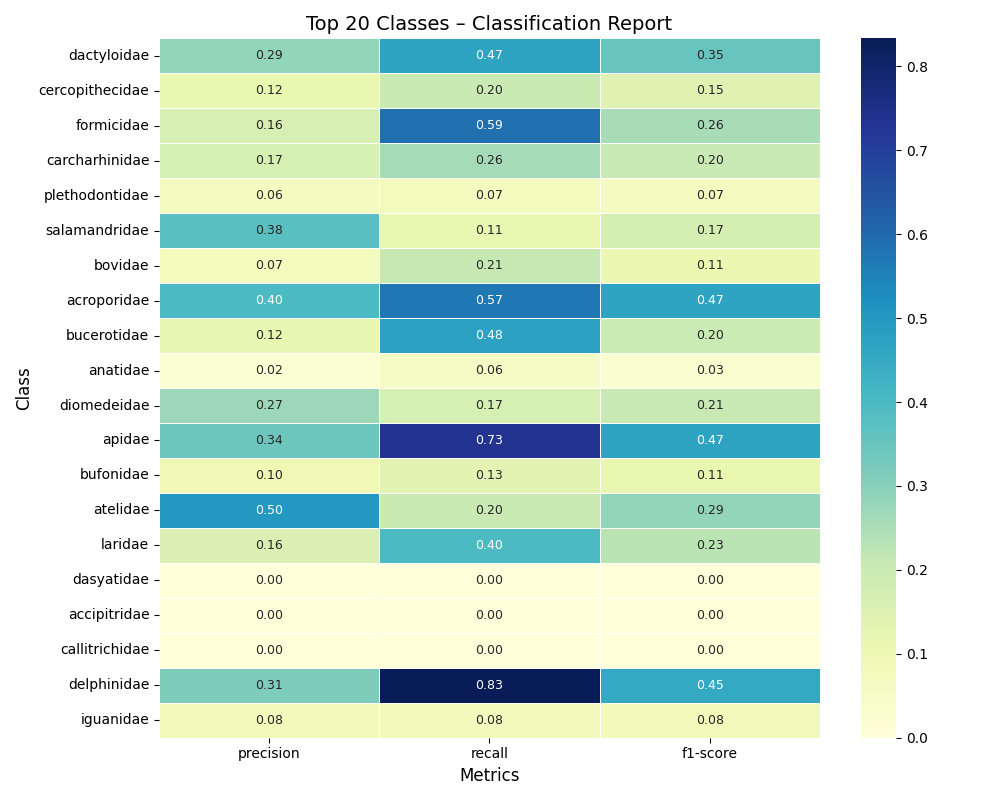 Top 20 Classes – Classification Report
dactyloidae 0.29 0.47 0.35
cercopithecidae 0.12 0.20 0.15
formicidae 0.16 0.59 0.26
carcharhinidae 0.17 0.26 0.20
plethodontidae 0.06 0.07 0.07
salamandridae 0.38 0.11 0.17
bovidae 0.07 0.21 0.11
acroporidae 0.40 0.57 0.47
bucerotidae 0.12 0.48 0.20
anatidae 0.02 0.06 0.03
diomedeidae 0.27 0.17 0.21
apidae 0.34 0.73 0.47
bufonidae 0.10 0.13 0.11
atelidae 0.50 0.20 0.29
laridae 0.16 0.40 0.23
dasyatidae 0.00 0.00 0.00
accipitridae 0.00 0.00 0.00
callitrichidae 0.00 0.00 0.00
delphinidae 0.31 0.83 0.45
iguanidae 0.08 0.08 0.08
precision recall f1-score
Metrics
Class
0.8
0.7
0.6
0.5
0.4
0.3
0.2
0.1
0.0